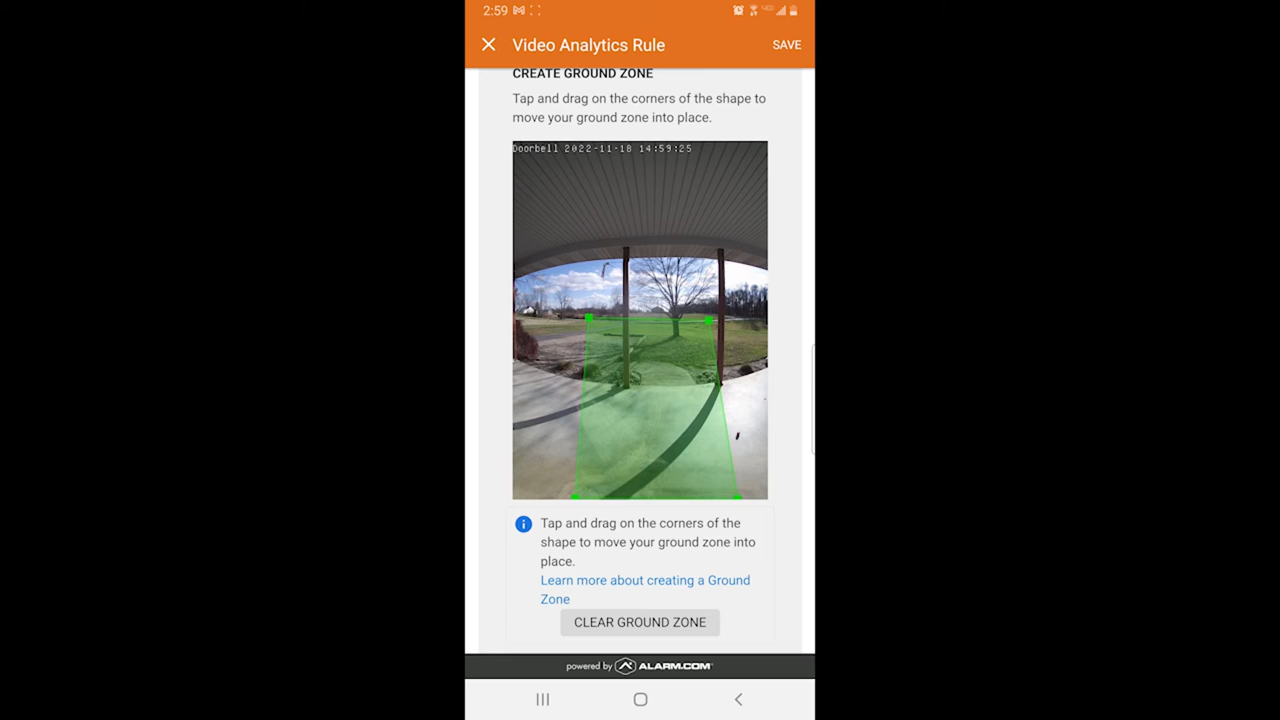 2:59
Video Analytics Rule
SAVE
CREATE GROUND ZONE
Tap and drag on the corners of the shape to
move your ground zone into place.
Doorbell 2022-11-18 14:59:25
Tap and drag on the corners of the
shape to move your ground zone into
place.
Learn more about creating a Ground
Zone
CLEAR GROUND ZONE
powered by ALARM.COM